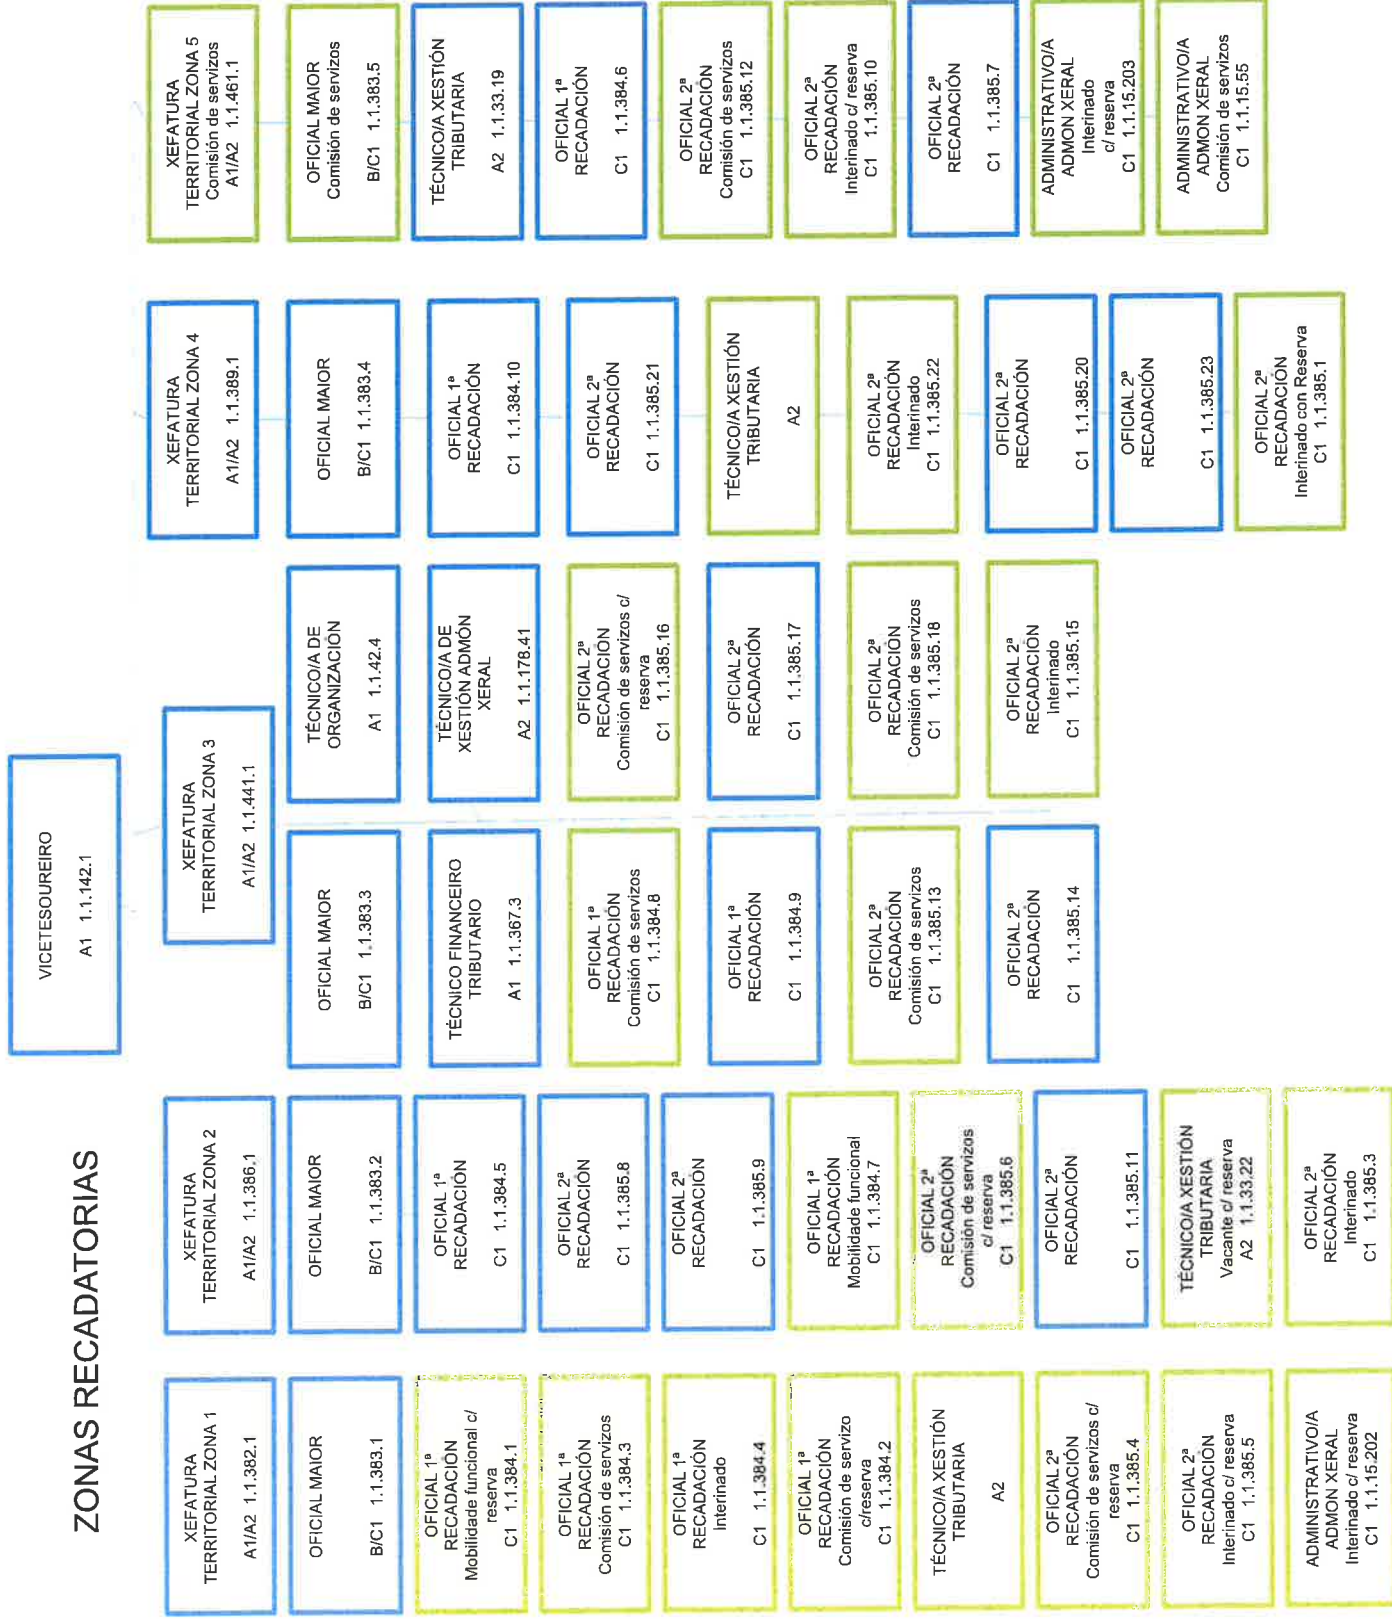 ZONAS RECADATORIAS
VICETESOUREIRO
A1 1.1.142.1
XEFATURA
TERRITORIAL ZONA 1
A1/A2 1.1.382.1
OFICIAL MAIOR
B/C1 1.1.383.1
OFICIAL 1ª
RECADACIÓN
Mobilidade funcional c/
reserva
C1 1.1.384.1
OFICIAL 1ª
RECADACIÓN
Comisión de servizos
C1 1.1.384.3
OFICIAL 1ª
RECADACIÓN
Interinado
C1 1.1.384.4
OFICIAL 1ª
RECADACIÓN
Comisión de servizo
c/reserva
C1 1.1.384.2
TÉCNICO/A XESTIÓN
TRIBUTARIA
A2
OFICIAL 2ª
RECADACIÓN
Comisión de servizos c/
reserva
C1 1.1.385.4
OFICIAL 2ª
RECADACIÓN
Interinado c/ reserva
C1 1.1.385.5
ADMINISTRATIVO/A
ADMON XERAL
Interinado c/ reserva
C1 1.1.15.202
XEFATURA
TERRITORIAL ZONA 2
A1/A2 1.1.386.1
OFICIAL MAIOR
B/C1 1.1.383.2
OFICIAL 1ª
RECADACIÓN
C1 1.1.384.5
OFICIAL 2ª
RECADACIÓN
C1 1.1.385.8
OFICIAL 2ª
RECADACIÓN
C1 1.1.385.9
OFICIAL 1ª
RECADACIÓN
Mobilidade funcional
C1 1.1.384.7
OFICIAL 2ª
RECADACIÓN
Comisión de servizos
c/ reserva
C1 1.1.385.6
OFICIAL 2ª
RECADACIÓN
C1 1.1.385.11
TÉCNICO/A XESTIÓN
TRIBUTARIA
Vacante c/ reserva
A2 1.1.33.22
OFICIAL 2ª
RECADACIÓN
Interinado
C1 1.1.385.3
XEFATURA
TERRITORIAL ZONA 3
A1/A2 1.1.441.1
OFICIAL MAIOR
B/C1 1.1.383.3
TÉCNICO FINANCEIRO
TRIBUTARIO
A1 1.1.367.3
OFICIAL 1ª
RECADACIÓN
Comisión de servizos
C1 1.1.384.8
OFICIAL 1ª
RECADACIÓN
C1 1.1.384.9
OFICIAL 2ª
RECADACIÓN
Comisión de servizos
C1 1.1.385.13
OFICIAL 2ª
RECADACIÓN
C1 1.1.385.14
TÉCNICO/A DE
ORGANIZACIÓN
A1 1.1.42.4
TÉCNICO/A DE
XESTIÓN ADMÓN
XERAL
A2 1.1.178.41
OFICIAL 2ª
RECADACIÓN
Comisión de servizos c/
reserva
C1 1.1.385.16
OFICIAL 2ª
RECADACIÓN
C1 1.1.385.17
OFICIAL 2ª
RECADACIÓN
Comisión de servizos
C1 1.1.385.18
OFICIAL 2ª
RECADACIÓN
Interinado
C1 1.1.385.15
XEFATURA
TERRITORIAL ZONA 4
A1/A2 1.1.389.1
OFICIAL MAIOR
B/C1 1.1.383.4
OFICIAL 1ª
RECADACIÓN
C1 1.1.384.10
OFICIAL 2ª
RECADACIÓN
C1 1.1.385.21
TÉCNICO/A XESTIÓN
TRIBUTARIA
A2
OFICIAL 2ª
RECADACIÓN
Interinado
C1 1.1.385.22
OFICIAL 2ª
RECADACIÓN
C1 1.1.385.20
OFICIAL 2ª
RECADACIÓN
C1 1.1.385.23
OFICIAL 2ª
RECADACIÓN
Interinado con Reserva
C1 1.1.385.1
XEFATURA
TERRITORIAL ZONA 5
Comisión de servizos
A1/A2 1.1.461.1
OFICIAL MAIOR
Comisión de servizos
B/C1 1.1.383.5
TÉCNICO/A XESTIÓN
TRIBUTARIA
A2 1.1.33.19
OFICIAL 1ª
RECADACIÓN
C1 1.1.384.6
OFICIAL 2ª
RECADACIÓN
Comisión de servizos
C1 1.1.385.12
OFICIAL 2ª
RECADACIÓN
Interinado c/ reserva
C1 1.1.385.10
OFICIAL 2ª
RECADACIÓN
C1 1.1.385.7
ADMINISTRATIVO/A
ADMON XERAL
Interinado
c/ reserva
C1 1.1.15.203
ADMINISTRATIVO/A
ADMON XERAL
Comisión de servizos
C1 1.1.15.55